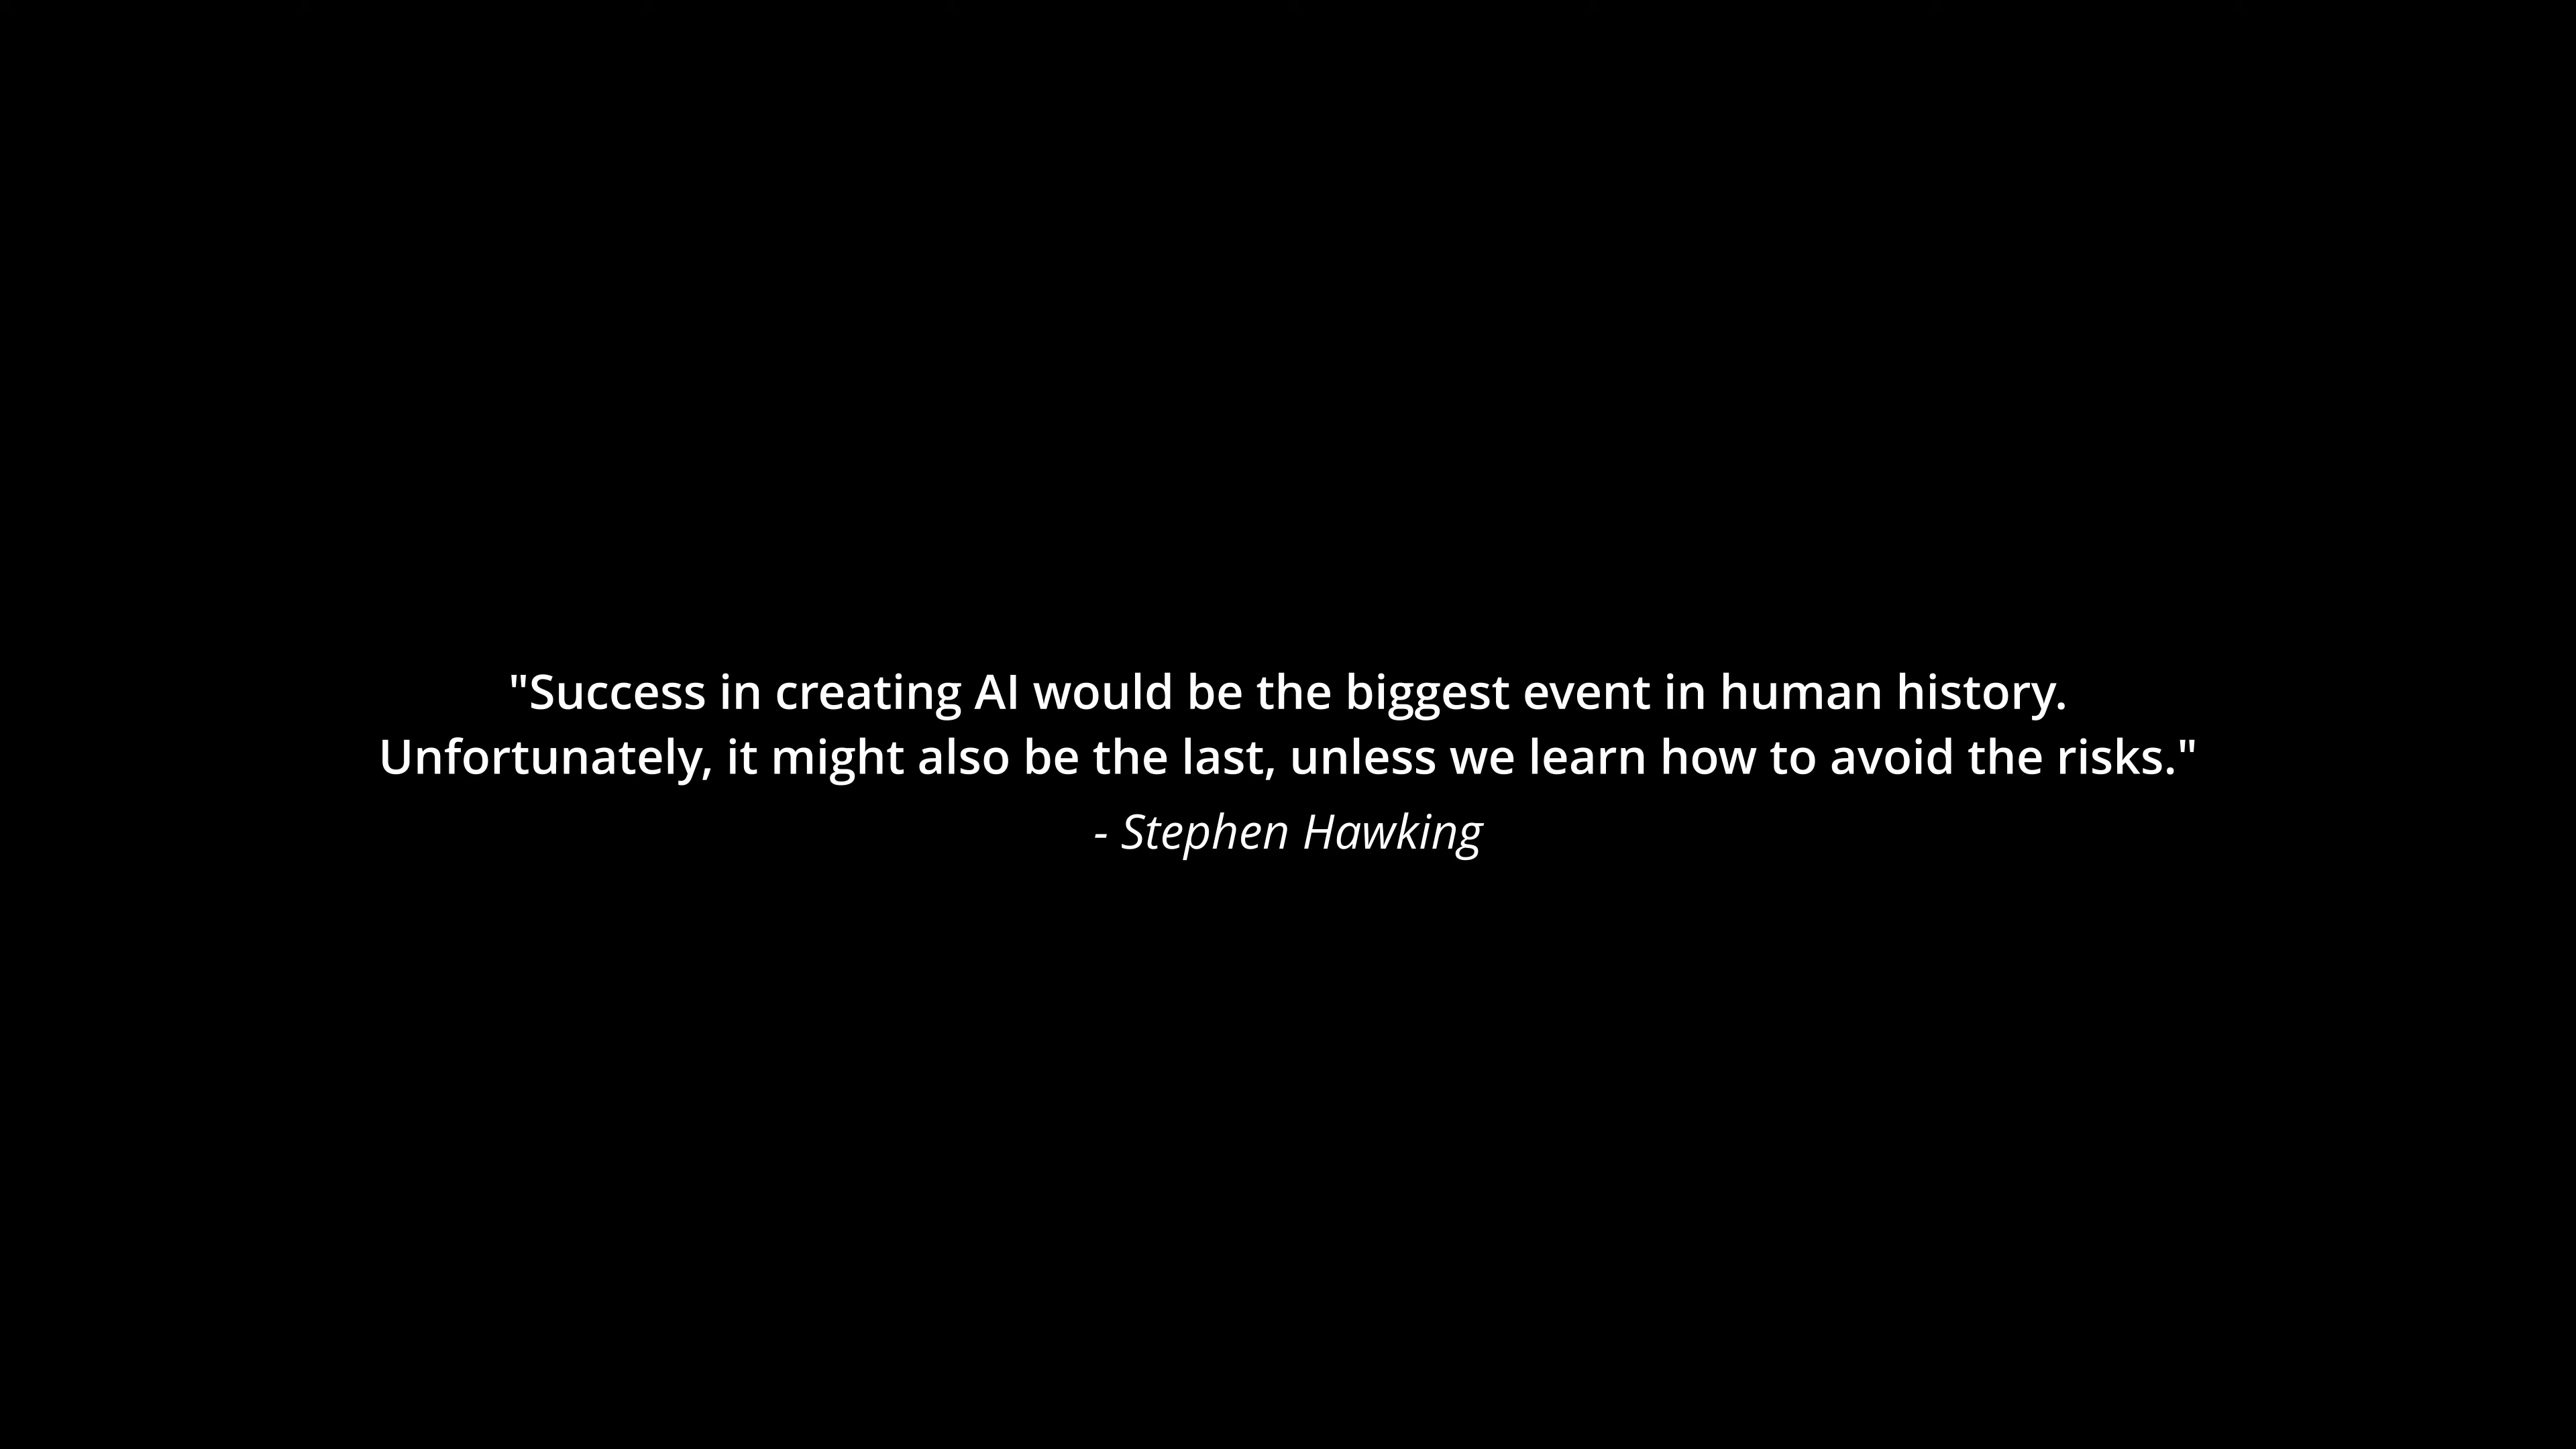 "Success in creating AI would be the biggest event in human history.
Unfortunately, it might also be the last, unless we learn how to avoid the risks."
- Stephen Hawking